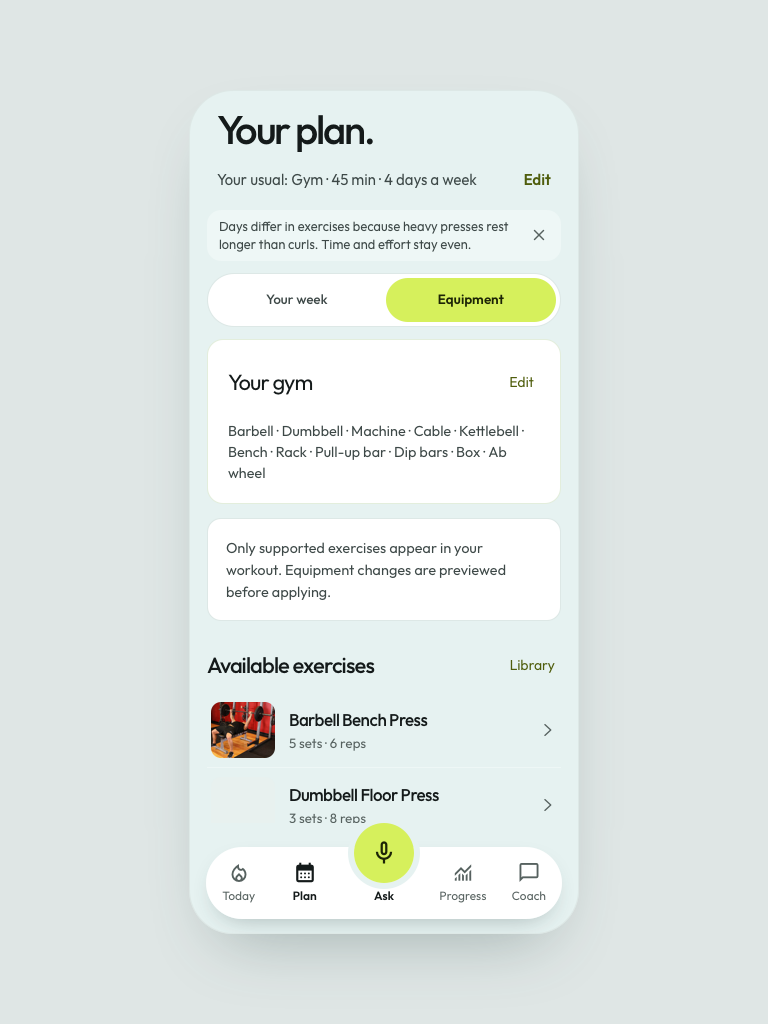 Your plan.
Your usual: Gym · 45 min · 4 days a week
Edit
Days differ in exercises because heavy presses rest
longer than curls. Time and effort stay even.
Your week
Equipment
Your gym
Edit
Barbell · Dumbbell · Machine · Cable · Kettlebell ·
Bench · Rack · Pull-up bar · Dip bars · Box · Ab
wheel
Only supported exercises appear in your
workout. Equipment changes are previewed
before applying.
Available exercises
Library
Barbell Bench Press
5 sets · 6 reps
Dumbbell Floor Press
3 sets · 8 reps
Today
Plan
Ask
Progress
Coach